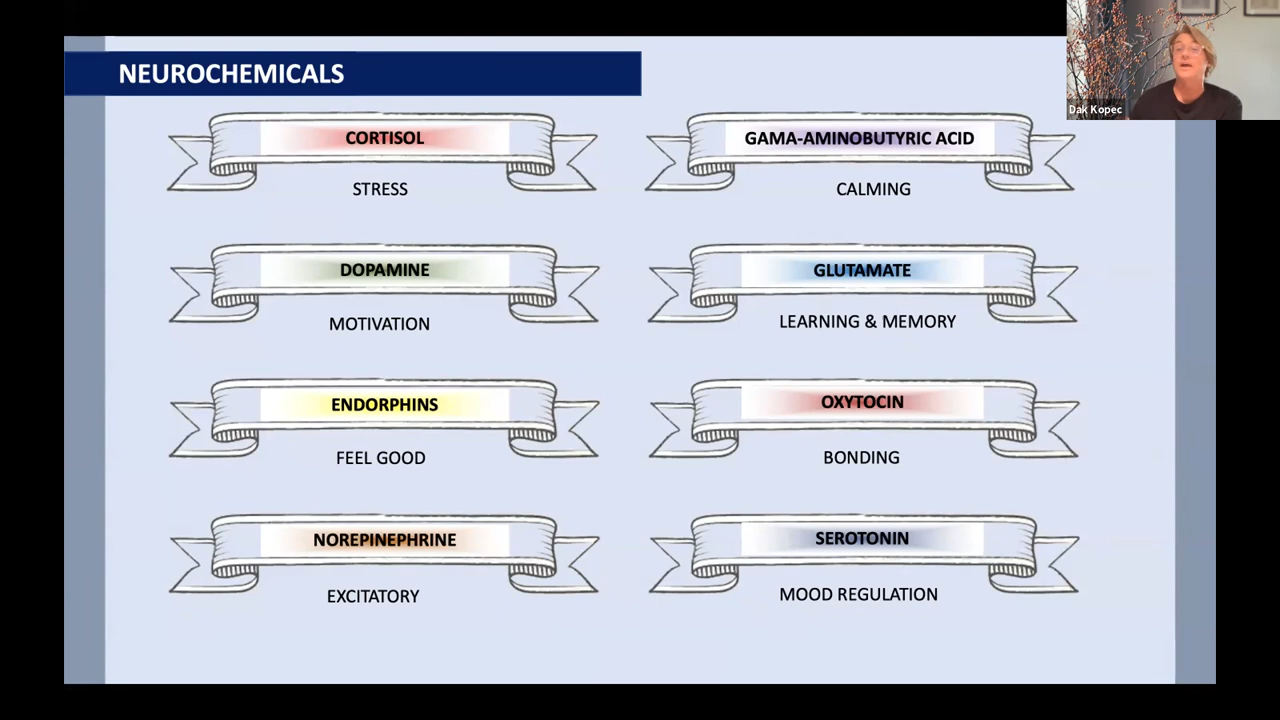 NEUROCHEMICALS
Dak Kopec
CORTISOL
STRESS
GAMA-AMINOBUTYRIC ACID
CALMING
DOPAMINE
MOTIVATION
GLUTAMATE
LEARNING & MEMORY
ENDORPHINS
FEEL GOOD
OXYTOCIN
BONDING
NOREPINEPHRINE
EXCITATORY
SEROTONIN
MOOD REGULATION